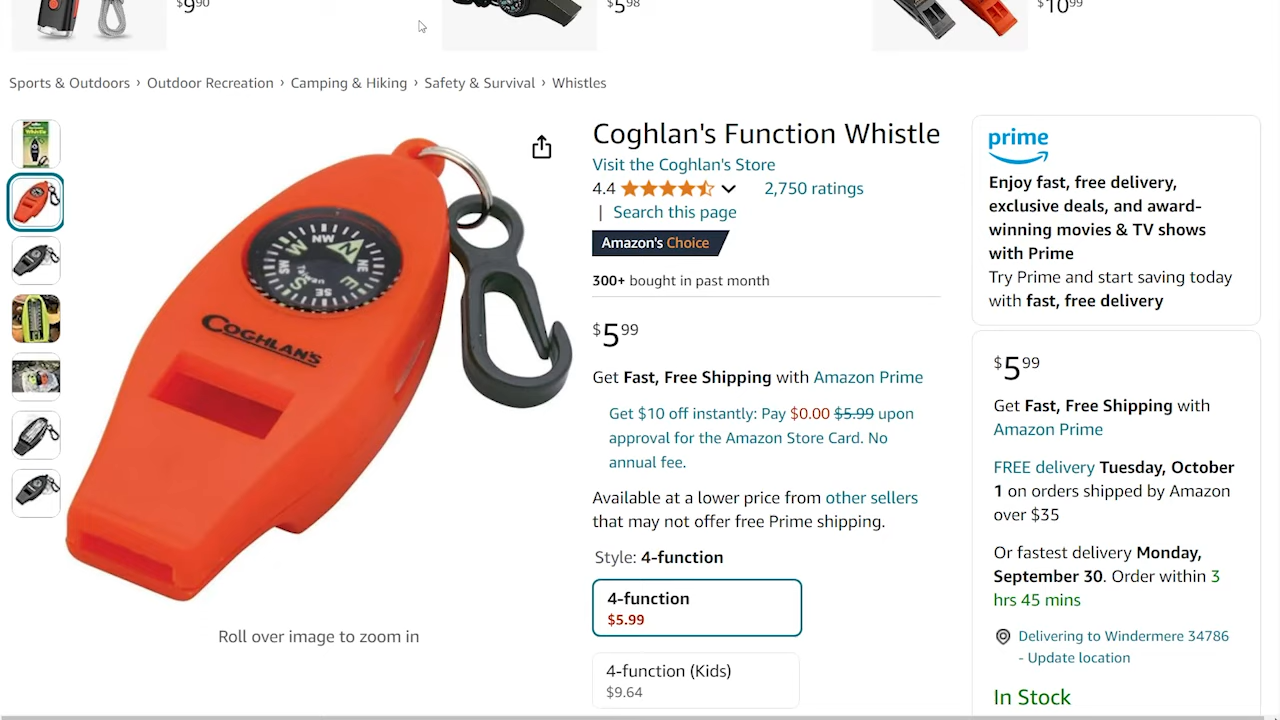 $9.90
$5.98
$10.99
Sports & Outdoors › Outdoor Recreation › Camping & Hiking › Safety & Survival › Whistles
Coghlan's Function Whistle
Visit the Coghlan's Store
4.4
2,750 ratings
| Search this page
Amazon's Choice
300+ bought in past month
$5.99
Get Fast, Free Shipping with Amazon Prime
Get $10 off instantly: Pay $0.00 $5.99 upon
approval for the Amazon Store Card. No
annual fee.
Available at a lower price from other sellers
that may not offer free Prime shipping.
Style: 4-function
4-function
$5.99
4-function (Kids)
$9.64
NW
N
NE
E
SE
S
W
COGHLAN'S
Roll over image to zoom in
prime
Enjoy fast, free delivery,
exclusive deals, and award-
winning movies & TV shows
with Prime
Try Prime and start saving today
with fast, free delivery
$5.99
Get Fast, Free Shipping with
Amazon Prime
FREE delivery Tuesday, October
1 on orders shipped by Amazon
over $35
Or fastest delivery Monday,
September 30. Order within 3
hrs 45 mins
Delivering to Windermere 34786
- Update location
In Stock